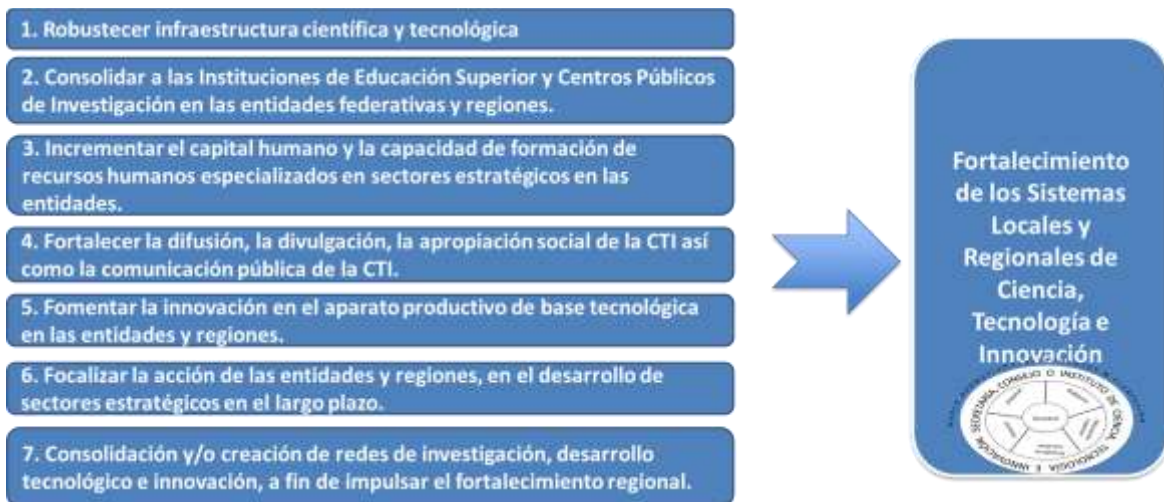 1. Robustecer infraestructura científica y tecnológica
2. Consolidar a las Instituciones de Educación Superior y Centros Públicos
de Investigación en las entidades federativas y regiones.
3. Incrementar el capital humano y la capacidad de formación de
recursos humanos especializados en sectores estratégicos en las
entidades.
4. Fortalecer la difusión, la divulgación, la apropiación social de la CTI así
como la comunicación pública de la CTI.
5. Fomentar la innovación en el aparato productivo de base tecnológica
en las entidades y regiones.
6. Focalizar la acción de las entidades y regiones, en el desarrollo de
sectores estratégicos en el largo plazo.
7. Consolidación y/o creación de redes de investigación, desarrollo
tecnológico e innovación, a fin de impulsar el fortalecimiento regional.
Fortalecimiento
de los Sistemas
Locales y
Regionales de
Ciencia,
Tecnología e
Innovación
SECRETARIA, CONSEJO O INSTITUTO DE CIENCIA, TECNOLOGIA E INNOVACIÓN